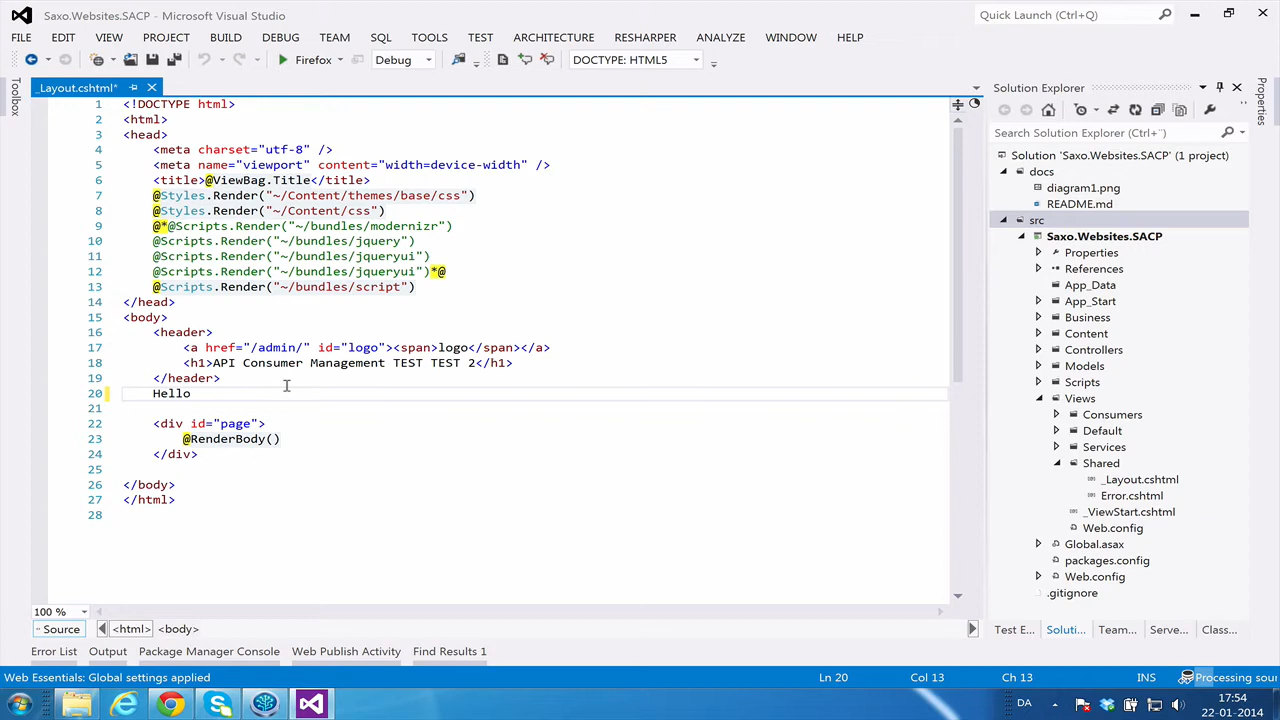 Saxo.Websites.SACP - Microsoft Visual Studio
Quick Launch (Ctrl+Q)
FILE EDIT VIEW PROJECT BUILD DEBUG TEAM SQL TOOLS TEST ARCHITECTURE RESHARPER ANALYZE WINDOW HELP
Firefox Debug DOCTYPE: HTML5
Toolbox
_Layout.cshtml*
1 <!DOCTYPE html>
2 <html>
3 <head>
4 <meta charset="utf-8" />
5 <meta name="viewport" content="width=device-width" />
6 <title>@ViewBag.Title</title>
7 @Styles.Render("~/Content/themes/base/css")
8 @Styles.Render("~/Content/css")
9 @*@Scripts.Render("~/bundles/modernizr")
10 @Scripts.Render("~/bundles/jquery")
11 @Scripts.Render("~/bundles/jqueryui")
12 @Scripts.Render("~/bundles/jqueryui")*@
13 @Scripts.Render("~/bundles/script")
14 </head>
15 <body>
16 <header>
17 <a href="/admin/" id="logo"><span>logo</span></a>
18 <h1>API Consumer Management TEST TEST 2</h1>
19 </header>
20 Hello
21
22 <div id="page">
23 @RenderBody()
24 </div>
25
26 </body>
27 </html>
28
100 %
Source <html> <body>
Error List Output Package Manager Console Web Publish Activity Find Results 1
Solution Explorer
Search Solution Explorer (Ctrl+¨)
Solution 'Saxo.Websites.SACP' (1 project)
docs
diagram1.png
README.md
src
Saxo.Websites.SACP
Properties
References
App_Data
App_Start
Business
Content
Controllers
Models
Scripts
Views
Consumers
Default
Services
Shared
_Layout.cshtml
Error.cshtml
_ViewStart.cshtml
Web.config
Global.asax
packages.config
Web.config
.gitignore
Test E... Soluti... Team... Serve... Class...
Properties
Web Essentials: Global settings applied Ln 20 Col 13 Ch 13 INS Processing sour
DA 17:54
22-01-2014